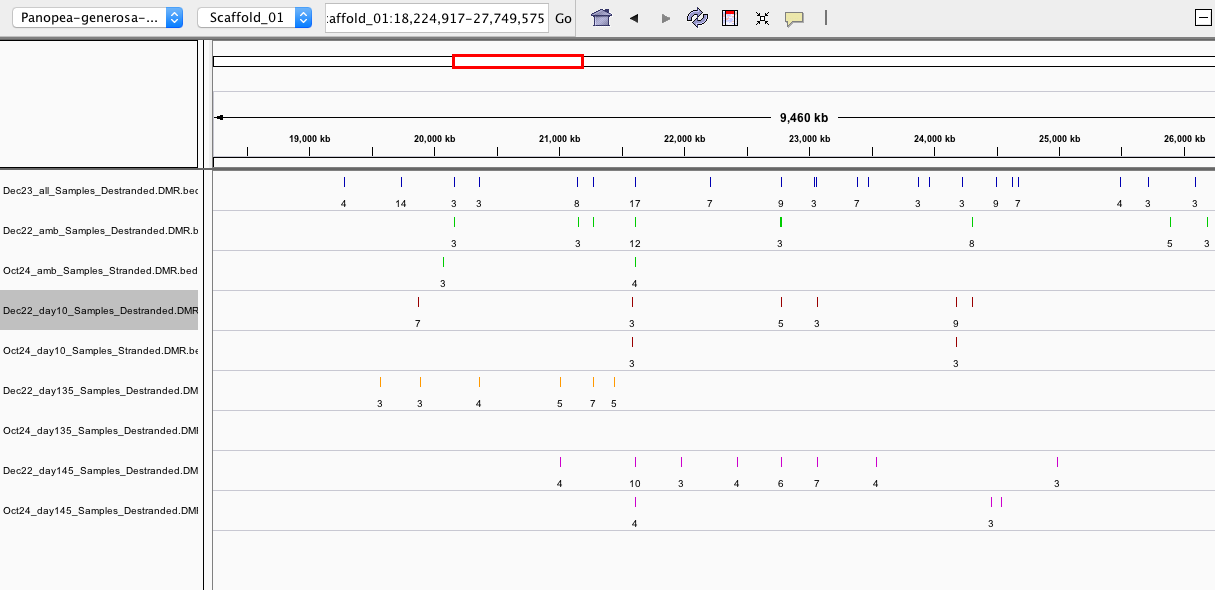 Panopea-generosa-... Scaffold_01 :affold_01:18,224,917-27,749,575 Go
9,460 kb
19,000 kb 20,000 kb 21,000 kb 22,000 kb 23,000 kb 24,000 kb 25,000 kb 26,000 kb
Dec23_all_Samples_Destranded.DMR.bec
4 14 3 3 8 17 7 9 3 7 3 3 9 7 4 3 3
Dec22_amb_Samples_Destranded.DMR.b
3 3 12 3 8 5 3
Oct24_amb_Samples_Stranded.DMR.bed
3 4
Dec22_day10_Samples_Destranded.DMR
7 3 5 3 9
Oct24_day10_Samples_Stranded.DMR.be
3 3
Dec22_day135_Samples_Destranded.DM
3 3 4 5 7 5
Oct24_day135_Samples_Destranded.DMI
Dec22_day145_Samples_Destranded.DM
4 10 3 4 6 7 4 3
Oct24_day145_Samples_Destranded.DMI
4 3